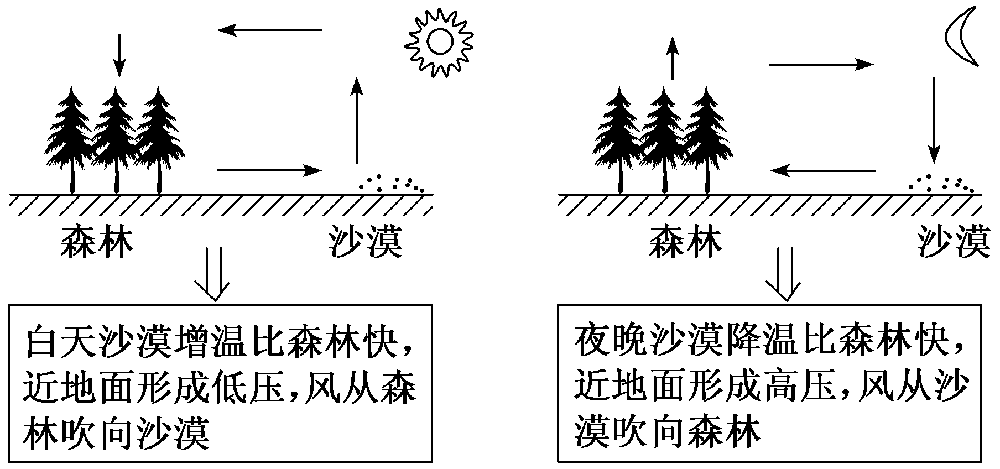 森林
沙漠
白天沙漠增温比森林快,
近地面形成低压,风从森
林吹向沙漠
森林
沙漠
夜晚沙漠降温比森林快,
近地面形成高压,风从沙
漠吹向森林